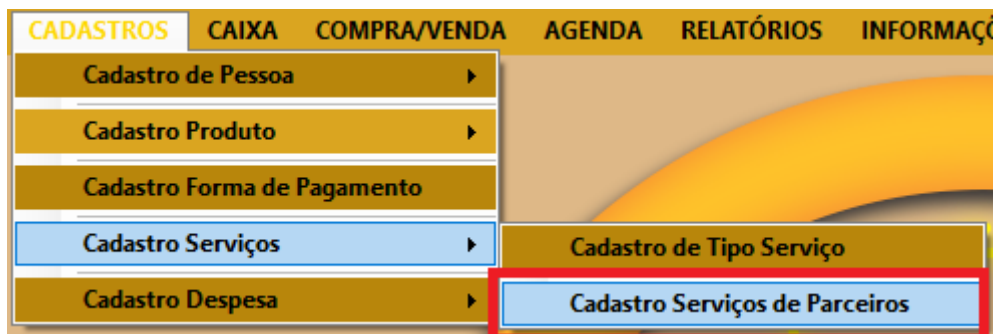 CADASTROS CAIXA COMPRA/VENDA AGENDA RELATÓRIOS INFORMAÇÕ
Cadastro de Pessoa
Cadastro Produto
Cadastro Forma de Pagamento
Cadastro Serviços
Cadastro de Tipo Serviço
Cadastro Despesa
Cadastro Serviços de Parceiros